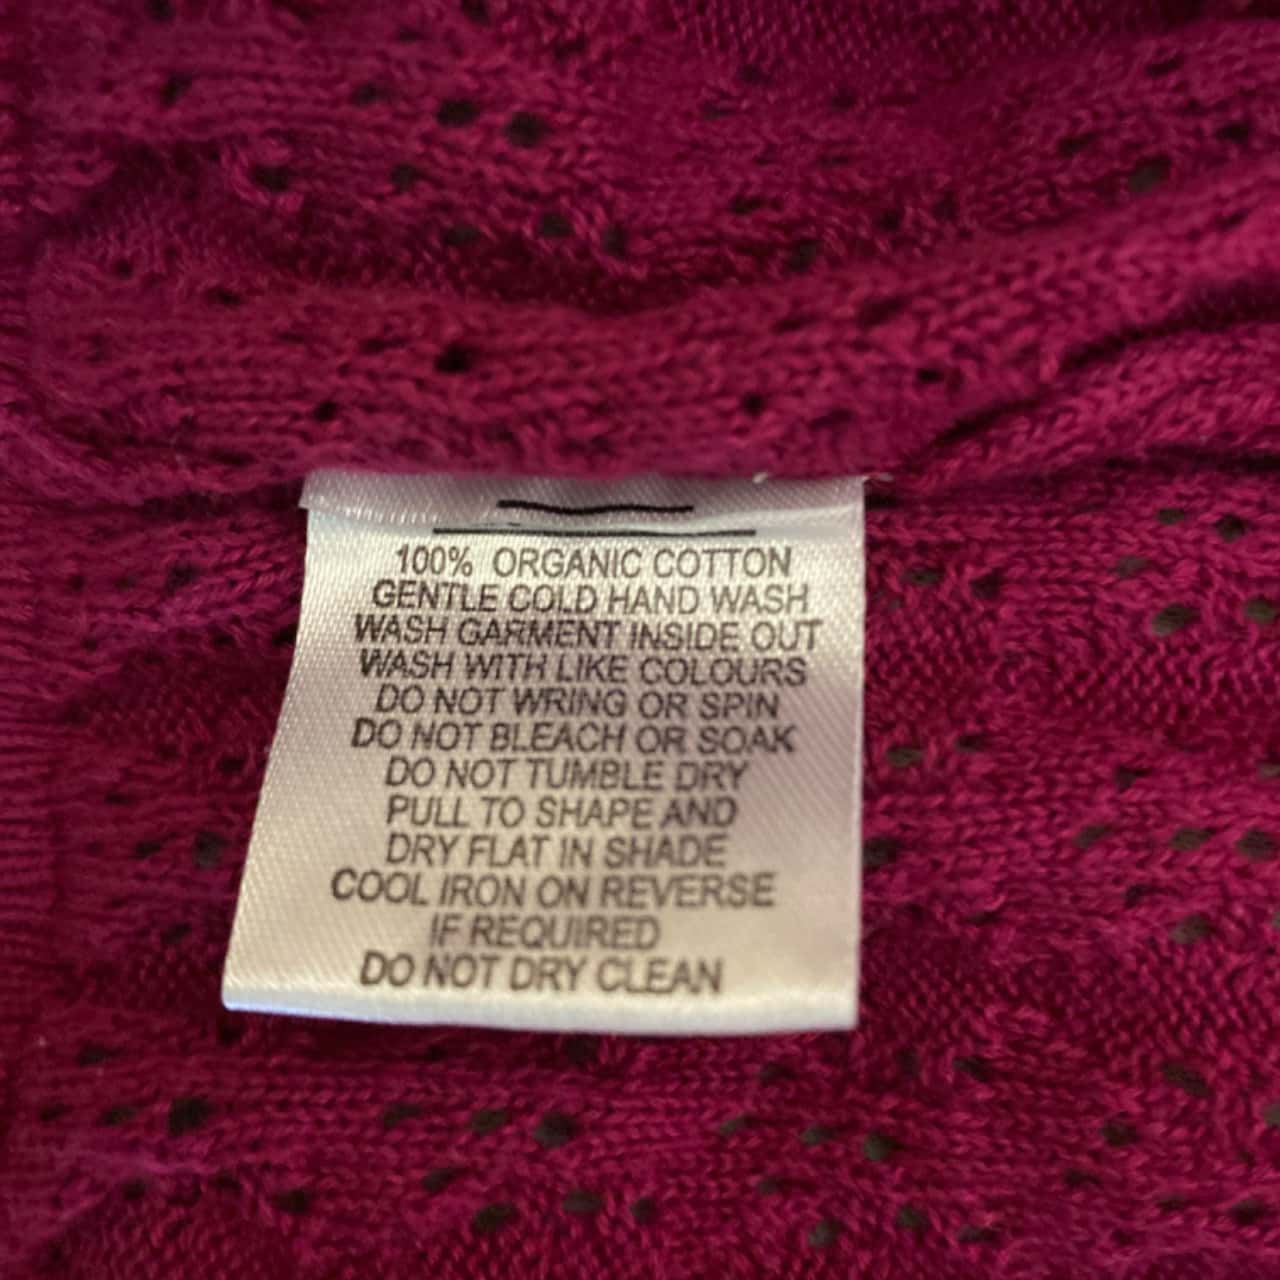 100% ORGANIC COTTON
GENTLE COLD HAND WASH
WASH GARMENT INSIDE OUT
WASH WITH LIKE COLOURS
DO NOT WRING OR SPIN
DO NOT BLEACH OR SOAK
DO NOT TUMBLE DRY
PULL TO SHAPE AND
DRY FLAT IN SHADE
COOL IRON ON REVERSE
IF REQUIRED
DO NOT DRY CLEAN